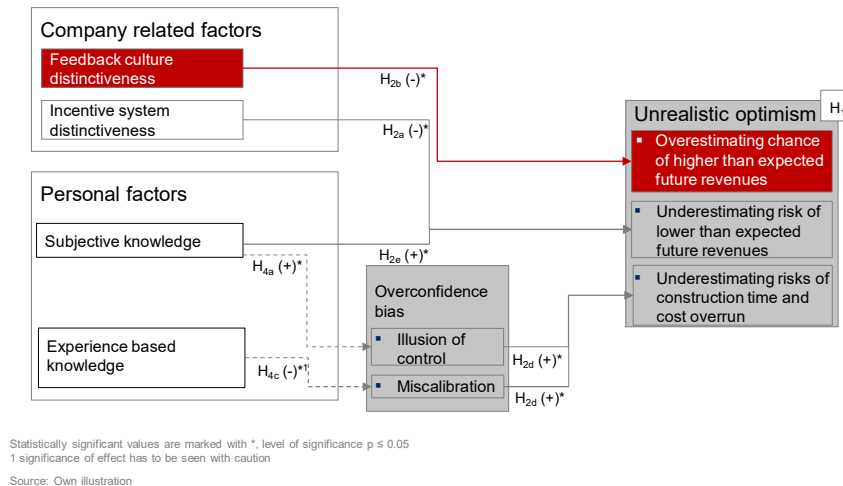 Company related factors
Feedback culture
distinctiveness
H2b (-)*
Incentive system
distinctiveness
H2a (-)*
Unrealistic optimism
H
▪ Overestimating chance
of higher than expected
future revenues
Personal factors
▪ Underestimating risk of
lower than expected
future revenues
Subjective knowledge
H2e (+)*
H4a (+)*
▪ Underestimating risks of
construction time and
cost overrun
Overconfidence
bias
▪ Illusion of
control
H2d (+)*
Experience based
knowledge
H4c (-)*1
▪ Miscalibration
H2d (+)*
Statistically significant values are marked with *, level of significance p ≤ 0.05
1 significance of effect has to be seen with caution
Source: Own illustration